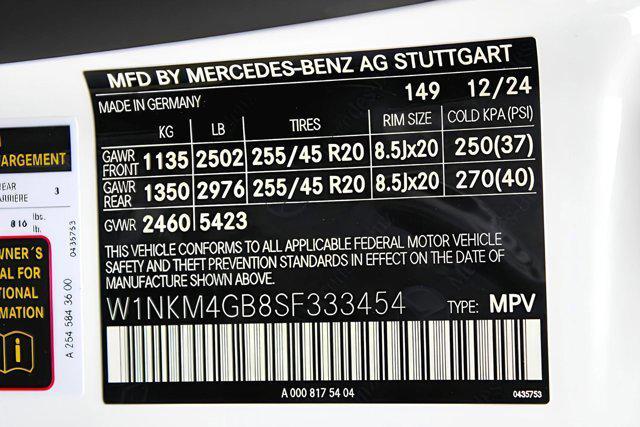 MFD BY MERCEDES-BENZ AG STUTTGART
MADE IN GERMANY 149 12/24
KG LB TIRES RIM SIZE COLD KPA (PSI)
GAWR FRONT 1135 2502 255/45 R20 8.5Jx20 250(37)
GAWR REAR 1350 2976 255/45 R20 8.5Jx20 270(40)
GVWR 2460 5423
THIS VEHICLE CONFORMS TO ALL APPLICABLE FEDERAL MOTOR VEHICLE
SAFETY AND THEFT PREVENTION STANDARDS IN EFFECT ON THE DATE OF
MANUFACTURE SHOWN ABOVE.
W1NKM4GB8SF333454 TYPE: MPV
A 000 817 54 04 0435753
ARGEMENT
EAR 3
ARRIÈRE
816 lbs.
lb.
0435753
WNER´S
AL FOR
TIONAL
MATION
A 254 584 36 00